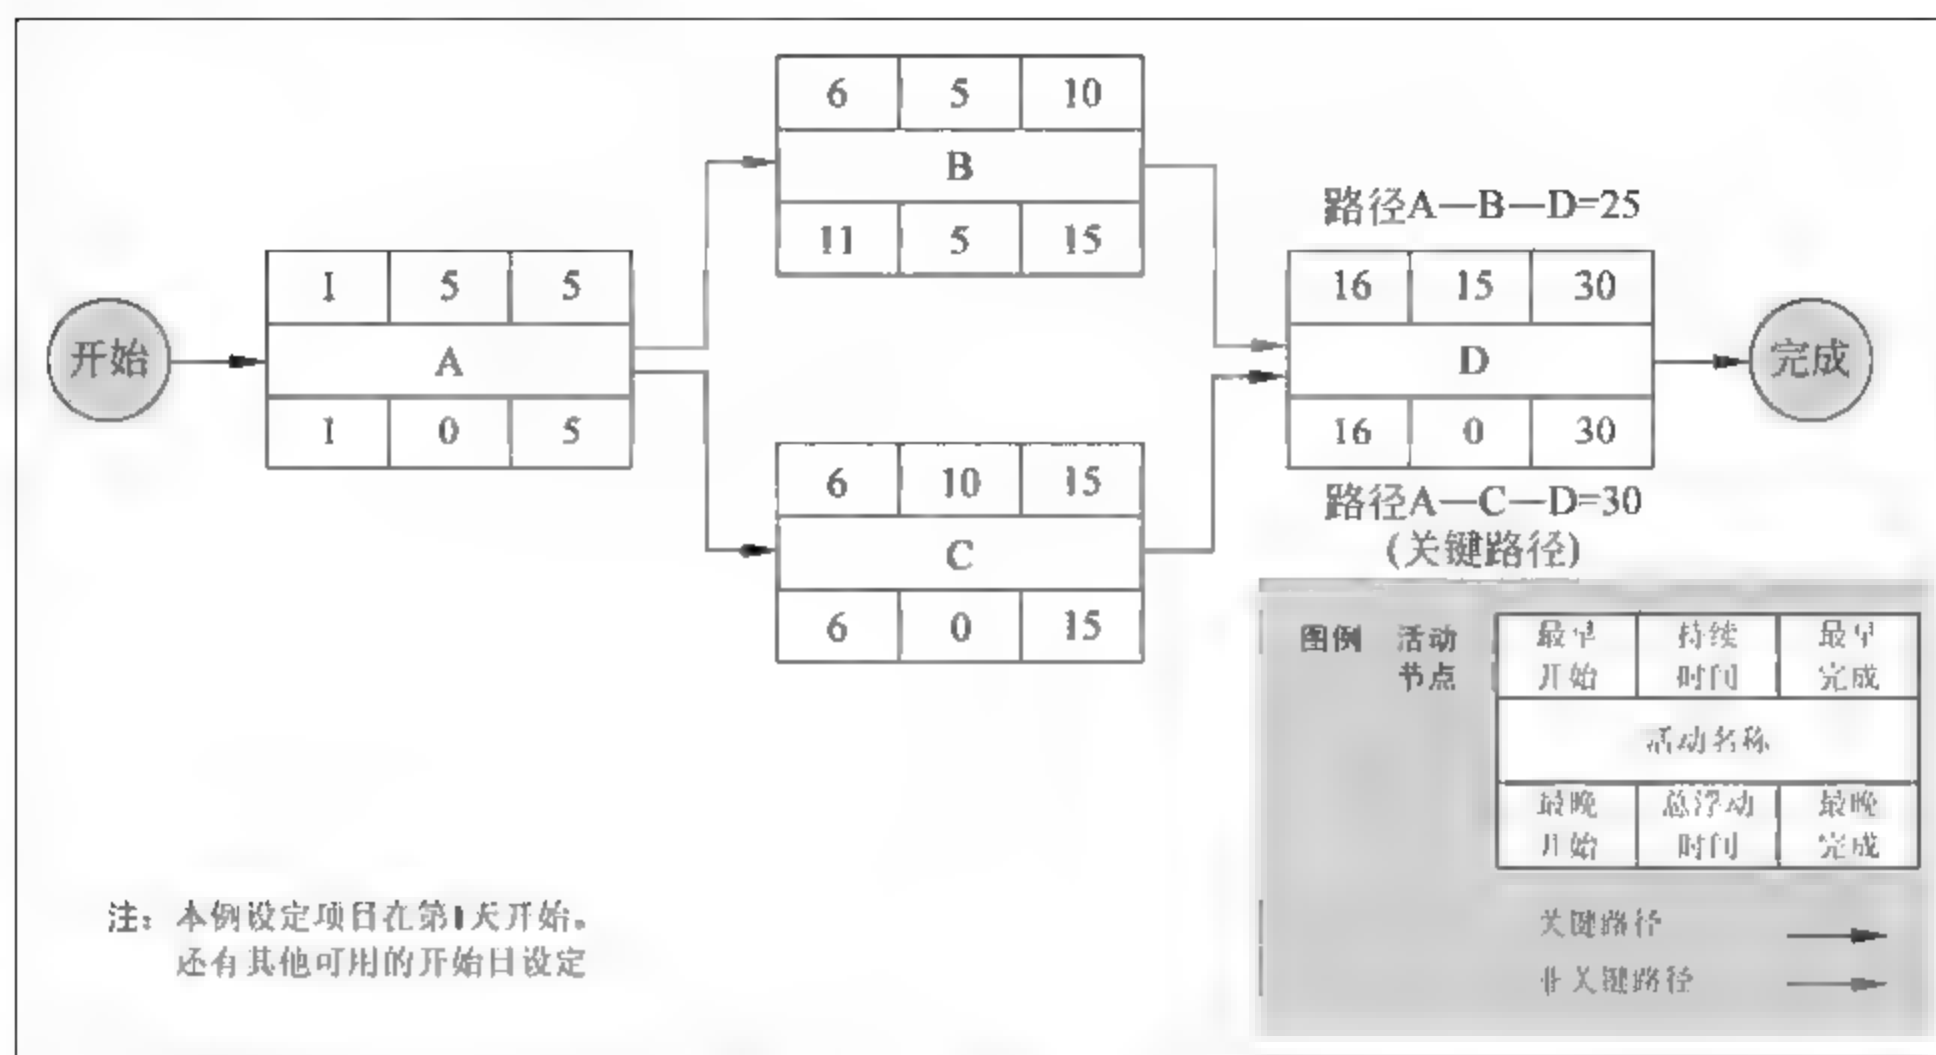 6 5 10
B
11 5 15
路径A—B—D=25
开始
1 5 5
A
1 0 5
16 15 30
D
16 0 30
完成
6 10 15
C
6 0 15
路径A—C—D=30
(关键路径)
图例 活动
节点
最早
开始
持续
时间
最早
完成
活动名称
最晚
开始
总浮动
时间
最晚
完成
关键路径
非关键路径
注：本例设定项目在第1天开始。
还有其他可用的开始日设定